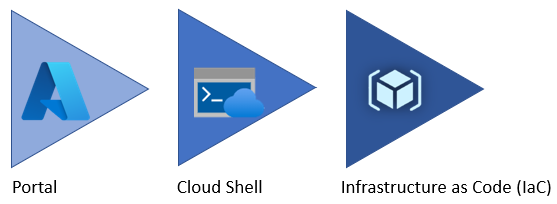 Portal
Cloud Shell
Infrastructure as Code (IaC)